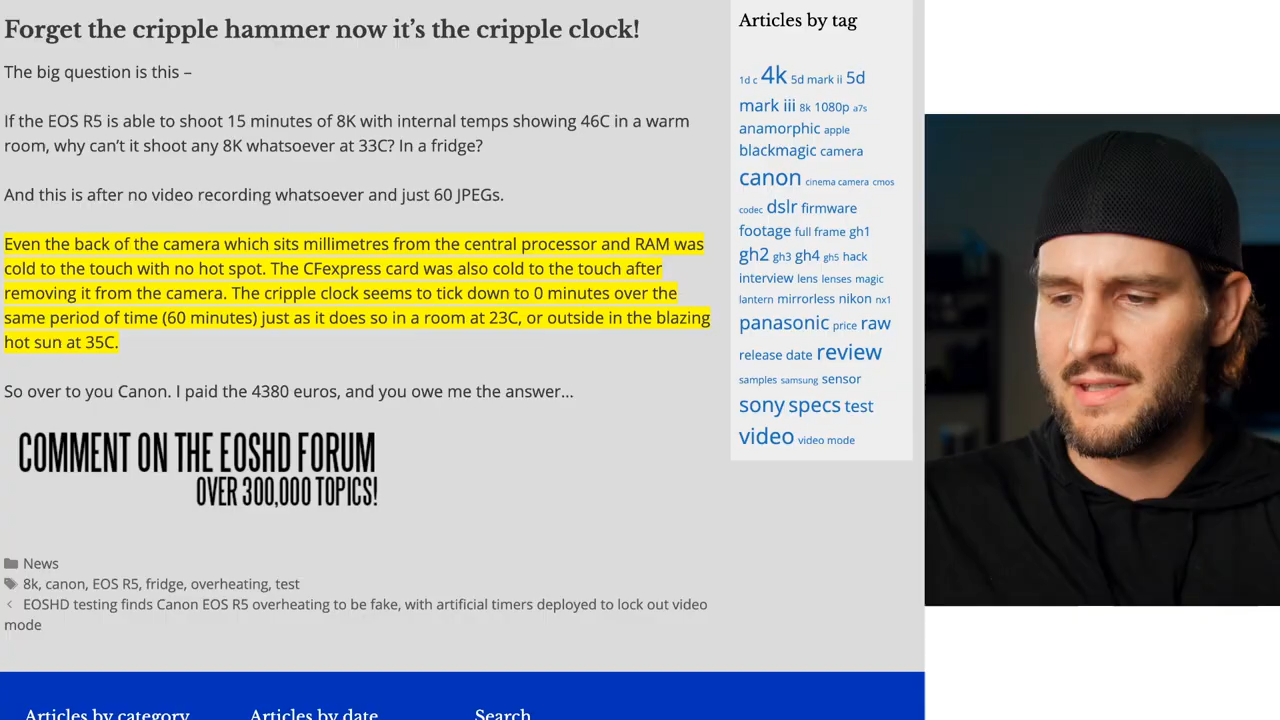 Forget the cripple hammer now it’s the cripple clock!
The big question is this –
If the EOS R5 is able to shoot 15 minutes of 8K with internal temps showing 46C in a warm
room, why can’t it shoot any 8K whatsoever at 33C? In a fridge?
And this is after no video recording whatsoever and just 60 JPEGs.
Even the back of the camera which sits millimetres from the central processor and RAM was
cold to the touch with no hot spot. The CFexpress card was also cold to the touch after
removing it from the camera. The cripple clock seems to tick down to 0 minutes over the
same period of time (60 minutes) just as it does so in a room at 23C, or outside in the blazing
hot sun at 35C.
So over to you Canon. I paid the 4380 euros, and you owe me the answer…
COMMENT ON THE EOSHD FORUM
OVER 300,000 TOPICS!
News
8k, canon, EOS R5, fridge, overheating, test
EOSHD testing finds Canon EOS R5 overheating to be fake, with artificial timers deployed to lock out video
mode
Articles by tag
1d c 4k 5d mark ii 5d
mark iii 8k 1080p a7s
anamorphic apple
blackmagic camera
canon cinema camera cmos
codec dslr firmware
footage full frame gh1
gh2 gh3 gh4 gh5 hack
interview lens lenses magic
lantern mirrorless nikon nx1
panasonic price raw
release date review
samples samsung sensor
sony specs test
video video mode
Articles by category
Articles by date
Search